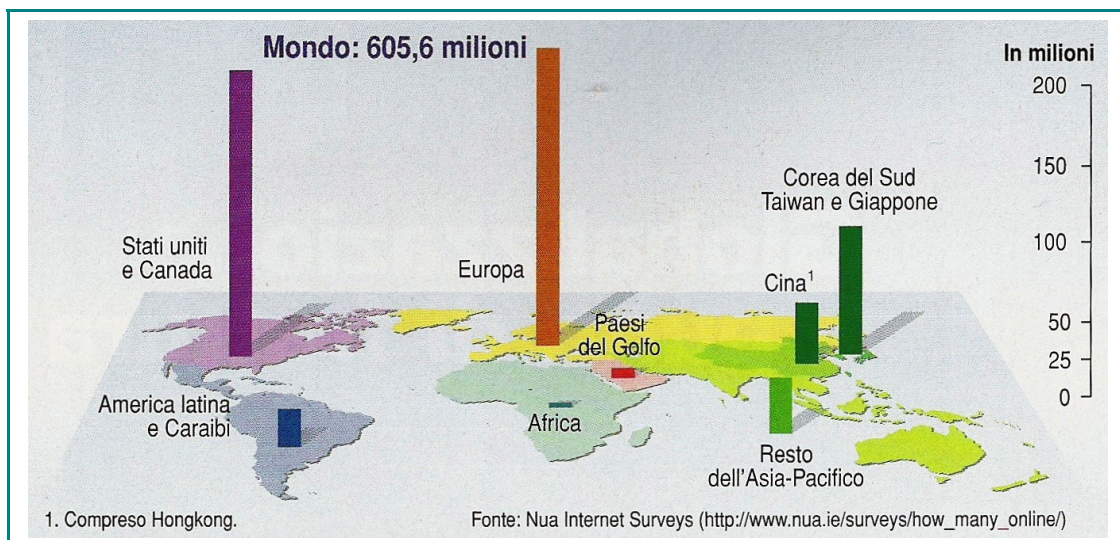 Mondo: 605,6 milioni
In milioni
200
150
100
50
25
0
Corea del Sud
Taiwan e Giappone
Stati uniti
e Canada
Europa
Cina¹
Paesi
del Golfo
America latina
e Caraibi
Africa
Resto
dell'Asia-Pacifico
1. Compreso Hongkong.
Fonte: Nua Internet Surveys (http://www.nua.ie/surveys/how_many_online/)